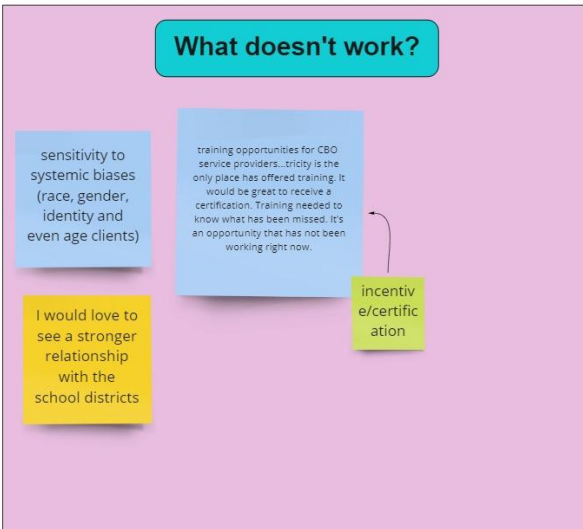 What doesn't work?
sensitivity to
systemic biases
(race, gender,
identity and
even age clients)
training opportunities for CBO
service providers...tricity is the
only place has offered training. It
would be great to receive a
certification. Training needed to
know what has been missed. It's
an opportunity that has not been
working right now.
incentiv
e/certific
ation
I would love to
see a stronger
relationship
with the
school districts